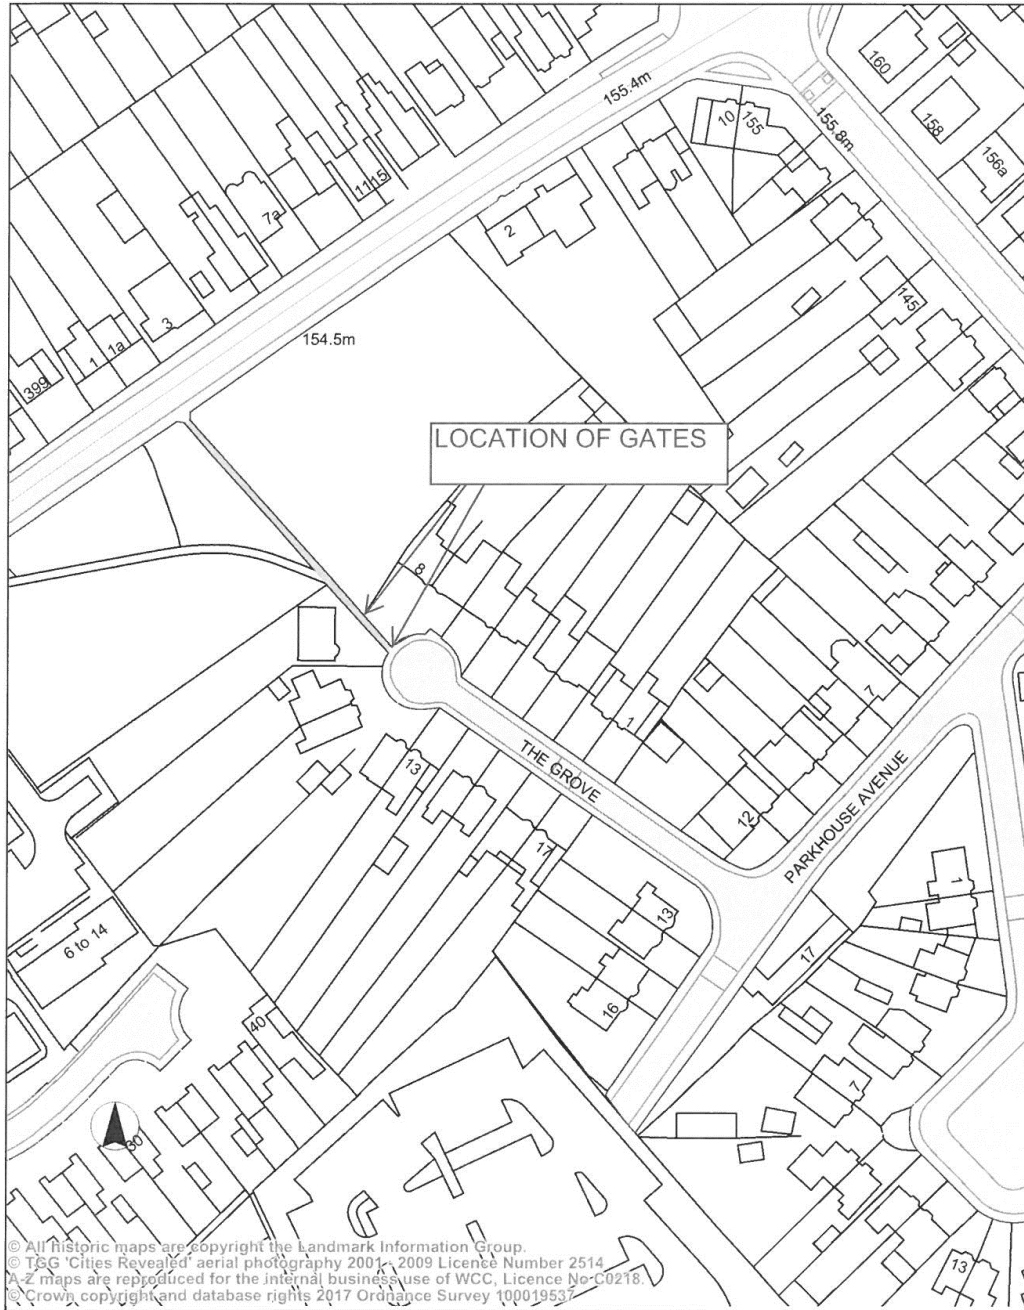 160
155.4m
10
155
155.8m
158
156a
1115
7a
2
145
3
154.5m
1
1a
399
LOCATION OF GATES
8
1
7
THE GROVE
13
12
PARKHOUSE AVENUE
17
1
13
17
6 to 14
16
40
7
30
13
© All historic maps are copyright the Landmark Information Group.
© TGG 'Cities Revealed' aerial photography 2001 - 2009 Licence Number 2514
A-Z maps are reproduced for the internal business use of WCC, Licence No C0218.
© Crown copyright and database rights 2017 Ordnance Survey 100019537